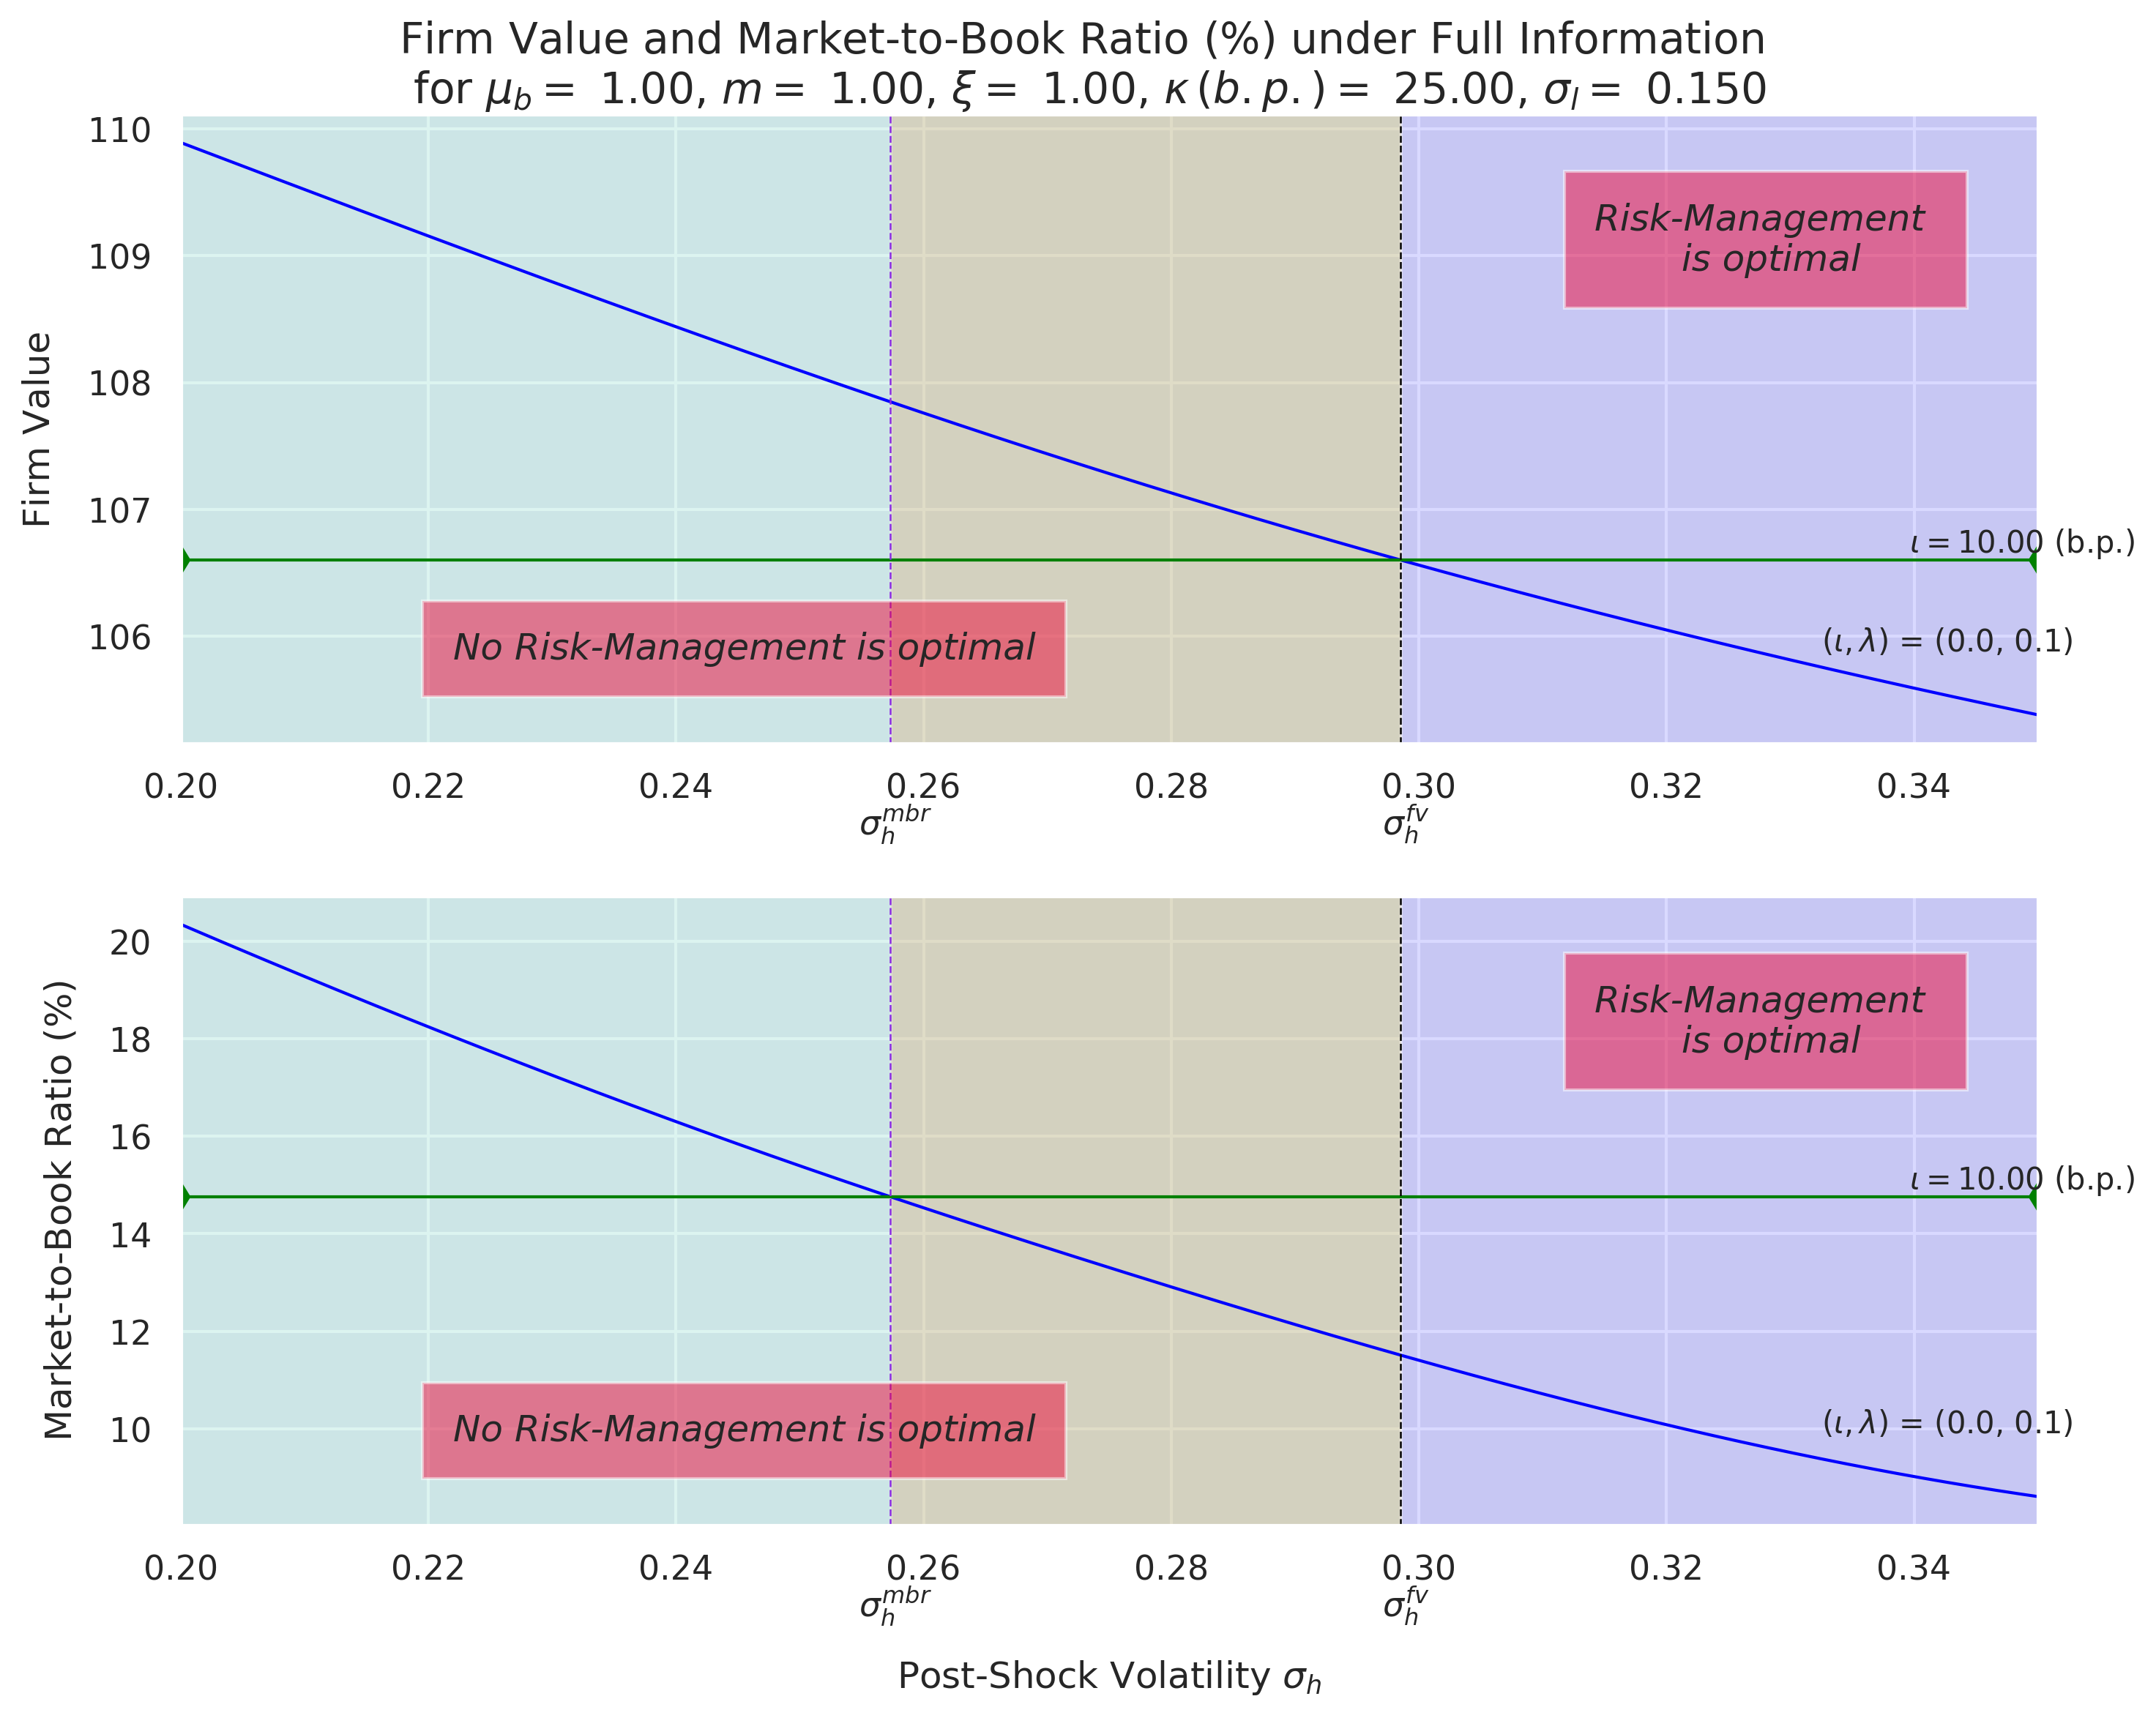 Firm Value and Market-to-Book Ratio (%) under Full Information
for μ_b = 1.00, m = 1.00, ξ = 1.00, κ (b.p.) = 25.00, σ_l = 0.150
110
109
108
107
106
Firm Value
Risk-Management
is optimal
ι = 10.00 (b.p.)
(ι, λ) = (0.0, 0.1)
No Risk-Management is optimal
0.20 0.22 0.24 0.26 0.28 0.30 0.32 0.34
σ_h^{mbr} σ_h^{fv}
20
18
16
14
12
10
Market-to-Book Ratio (%)
Risk-Management
is optimal
ι = 10.00 (b.p.)
(ι, λ) = (0.0, 0.1)
No Risk-Management is optimal
0.20 0.22 0.24 0.26 0.28 0.30 0.32 0.34
σ_h^{mbr} σ_h^{fv}
Post-Shock Volatility σ_h